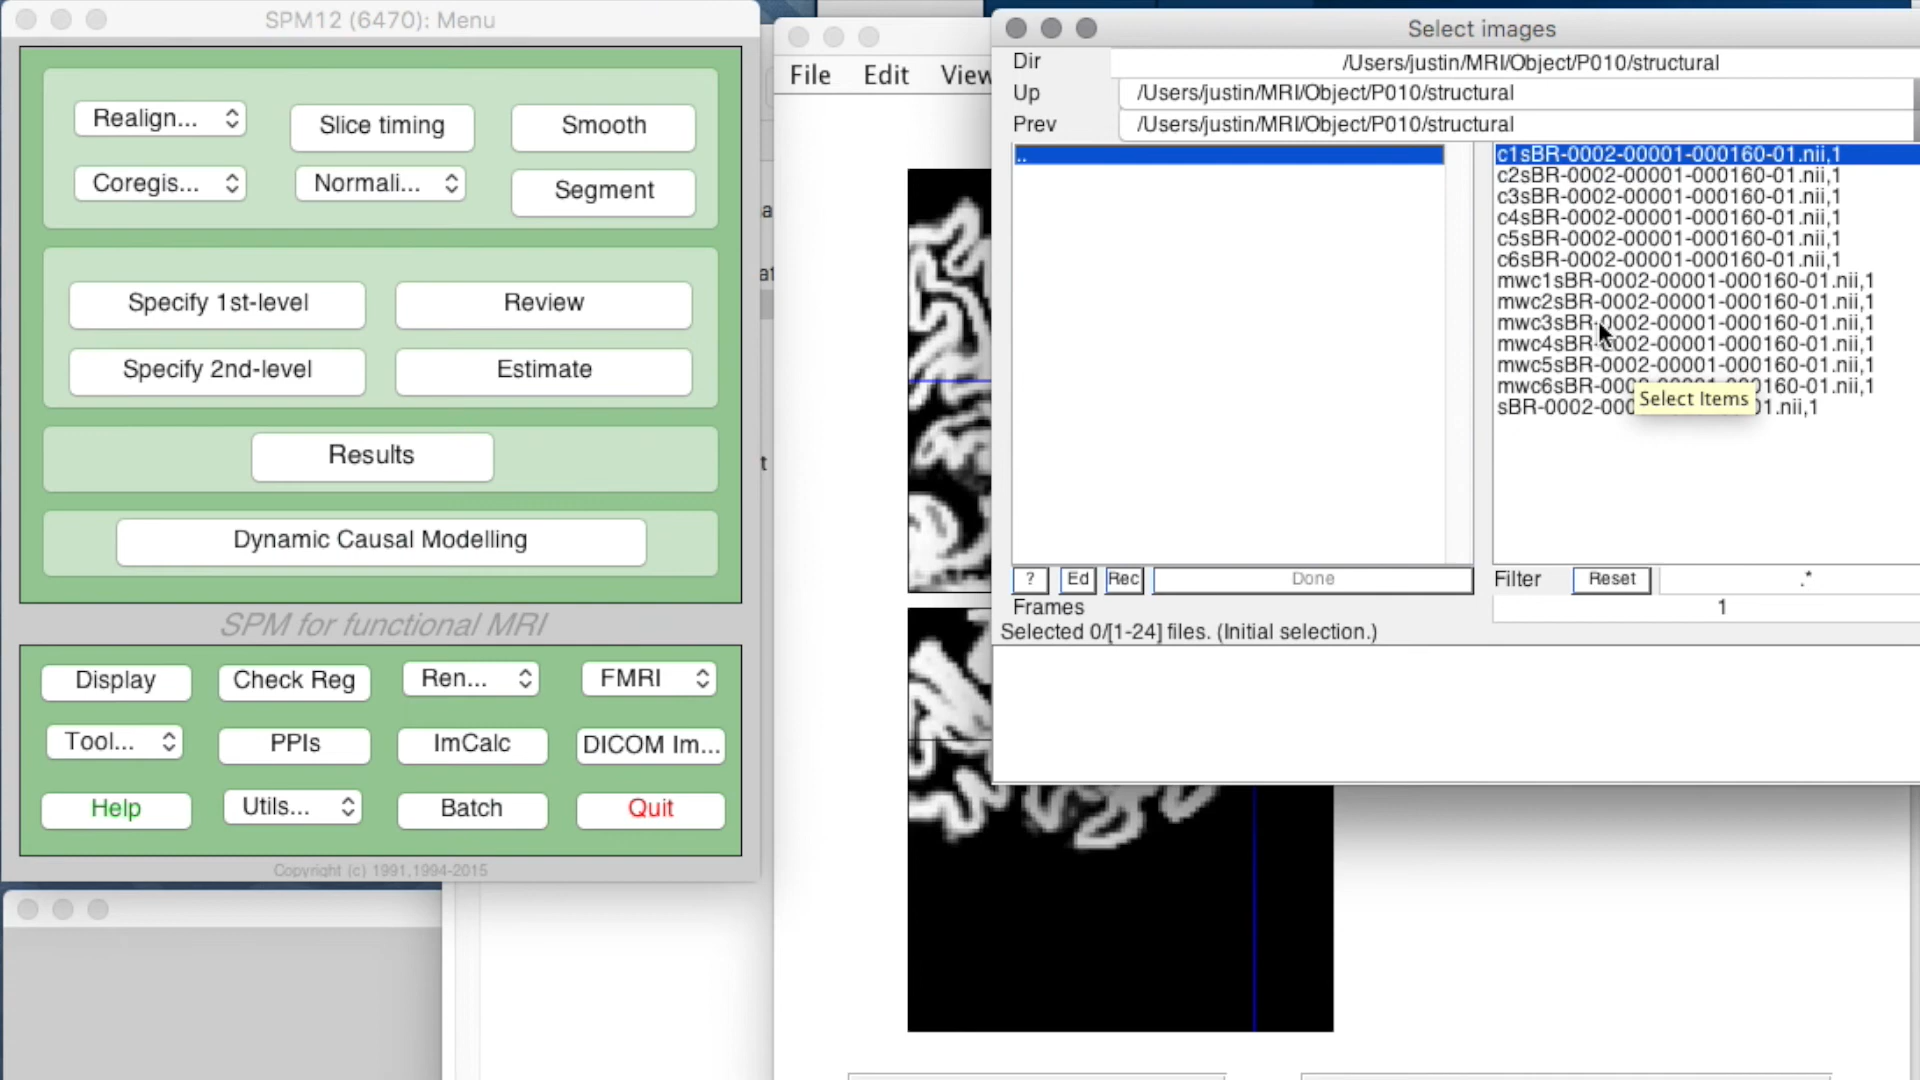 SPM12 (6470): Menu
Realign...
Slice timing
Smooth
Coregis...
Normali...
Segment
Specify 1st-level
Review
Specify 2nd-level
Estimate
Results
Dynamic Causal Modelling
SPM for functional MRI
Display
Check Reg
Ren...
FMRI
Tool...
PPIs
ImCalc
DICOM Im...
Help
Utils...
Batch
Quit
Copyright (c) 1991,1994-2015
File Edit View
Select images
Dir /Users/justin/MRI/Object/P010/structural
Up /Users/justin/MRI/Object/P010/structural
Prev /Users/justin/MRI/Object/P010/structural
..
c1sBR-0002-00001-000160-01.nii,1
c2sBR-0002-00001-000160-01.nii,1
c3sBR-0002-00001-000160-01.nii,1
c4sBR-0002-00001-000160-01.nii,1
c5sBR-0002-00001-000160-01.nii,1
c6sBR-0002-00001-000160-01.nii,1
mwc1sBR-0002-00001-000160-01.nii,1
mwc2sBR-0002-00001-000160-01.nii,1
mwc3sBR-0002-00001-000160-01.nii,1
mwc4sBR-0002-00001-000160-01.nii,1
mwc5sBR-0002-00001-000160-01.nii,1
Select Items
? Ed Rec Done
Filter Reset .*
Frames 1
Selected 0/[1-24] files. (Initial selection.)